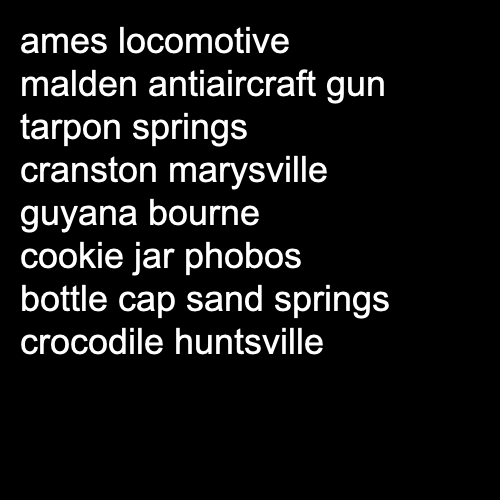 ames locomotive
malden antiaircraft gun
tarpon springs
cranston marysville
guyana bourne
cookie jar phobos
bottle cap sand springs
crocodile huntsville